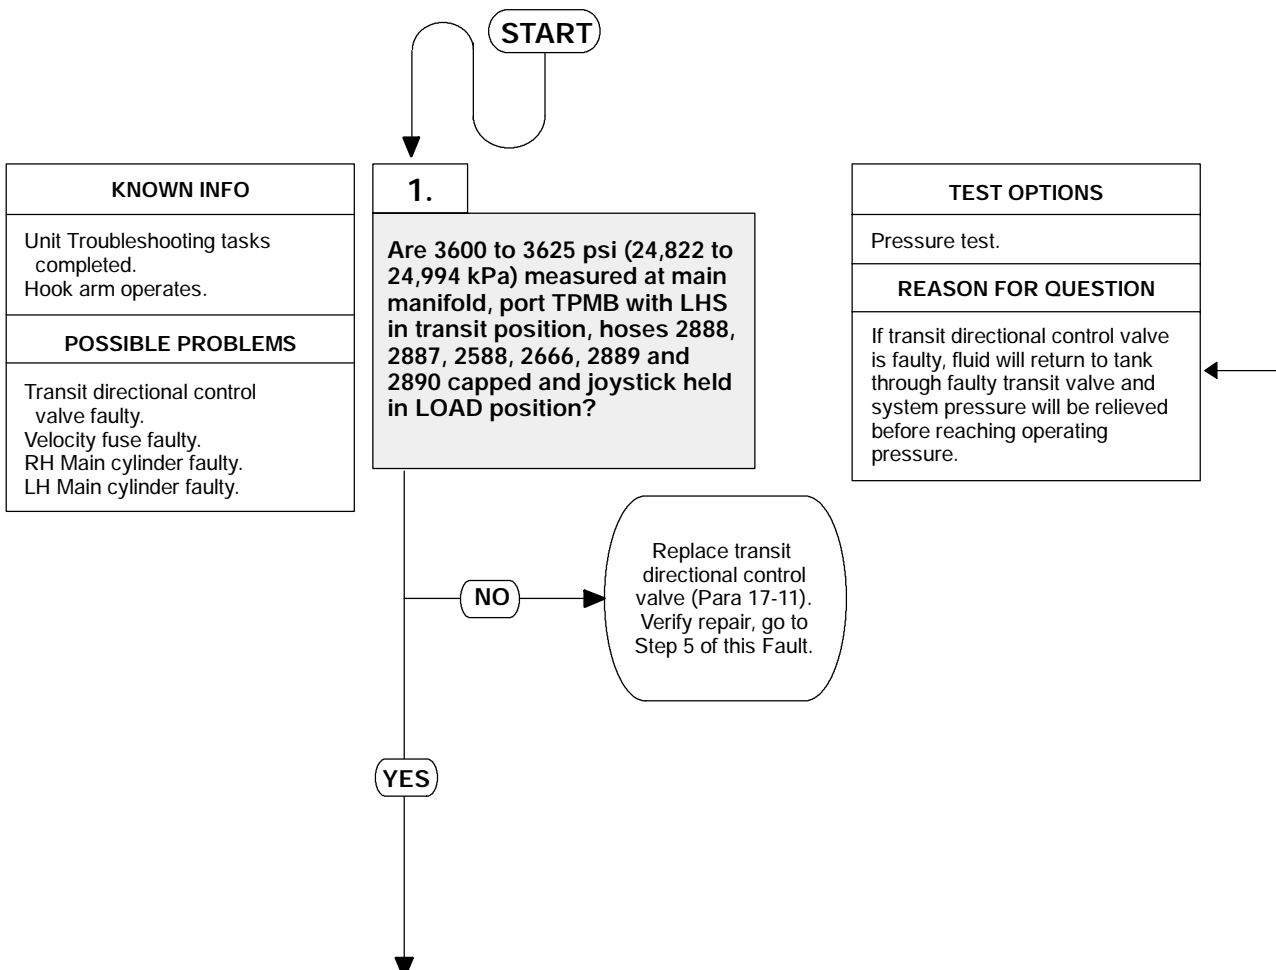 START
KNOWN INFO
Unit Troubleshooting tasks
completed.
Hook arm operates.
POSSIBLE PROBLEMS
Transit directional control
valve faulty.
Velocity fuse faulty.
RH Main cylinder faulty.
LH Main cylinder faulty.
1.
Are 3600 to 3625 psi (24,822 to
24,994 kPa) measured at main
manifold, port TPMB with LHS
in transit position, hoses 2888,
2887, 2588, 2666, 2889 and
2890 capped and joystick held
in LOAD position?
TEST OPTIONS
Pressure test.
REASON FOR QUESTION
If transit directional control valve
is faulty, fluid will return to tank
through faulty transit valve and
system pressure will be relieved
before reaching operating
pressure.
NO
Replace transit
directional control
valve (Para 17-11).
Verify repair, go to
Step 5 of this Fault.
YES